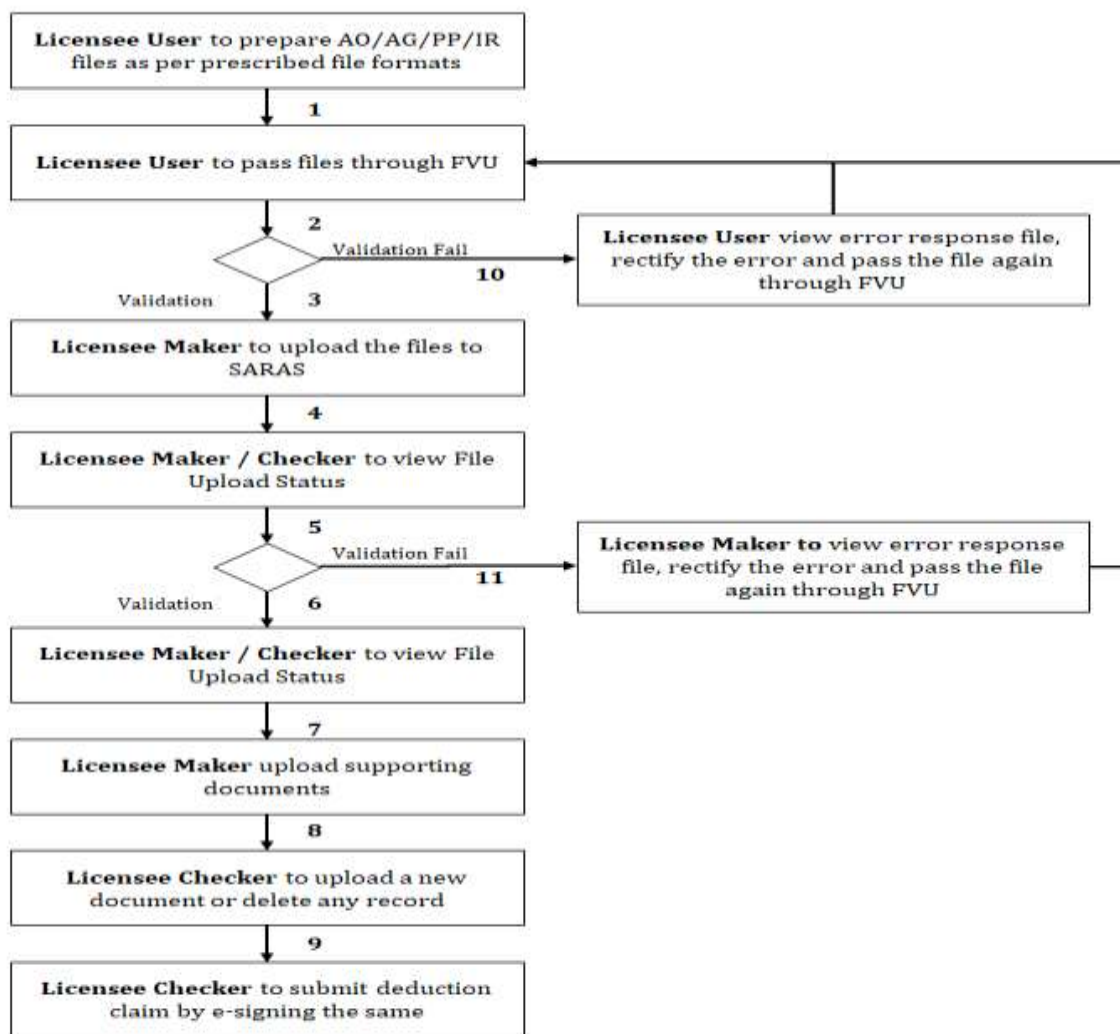 Licensee User to prepare AO/AG/PP/IR
files as per prescribed file formats
1
Licensee User to pass files through FVU
2
Validation Fail
10
Licensee User view error response file,
rectify the error and pass the file again
through FVU
Validation
3
Licensee Maker to upload the files to
SARAS
4
Licensee Maker / Checker to view File
Upload Status
5
Validation Fail
11
Licensee Maker to view error response
file, rectify the error and pass the file
again through FVU
Validation
6
Licensee Maker / Checker to view File
Upload Status
7
Licensee Maker upload supporting
documents
8
Licensee Checker to upload a new
document or delete any record
9
Licensee Checker to submit deduction
claim by e-signing the same